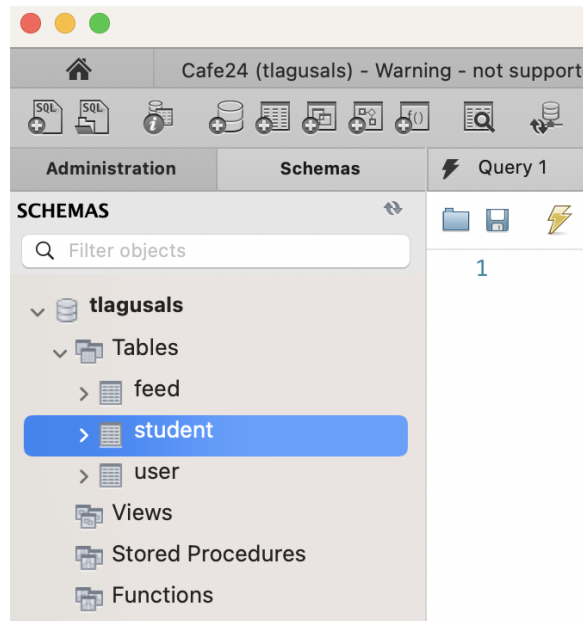 Cafe24 (tlagusals) - Warning - not support
SQL SQL
Administration Schemas Query 1
SCHEMAS
Filter objects
1
tlagusals
Tables
feed
student
user
Views
Stored Procedures
Functions